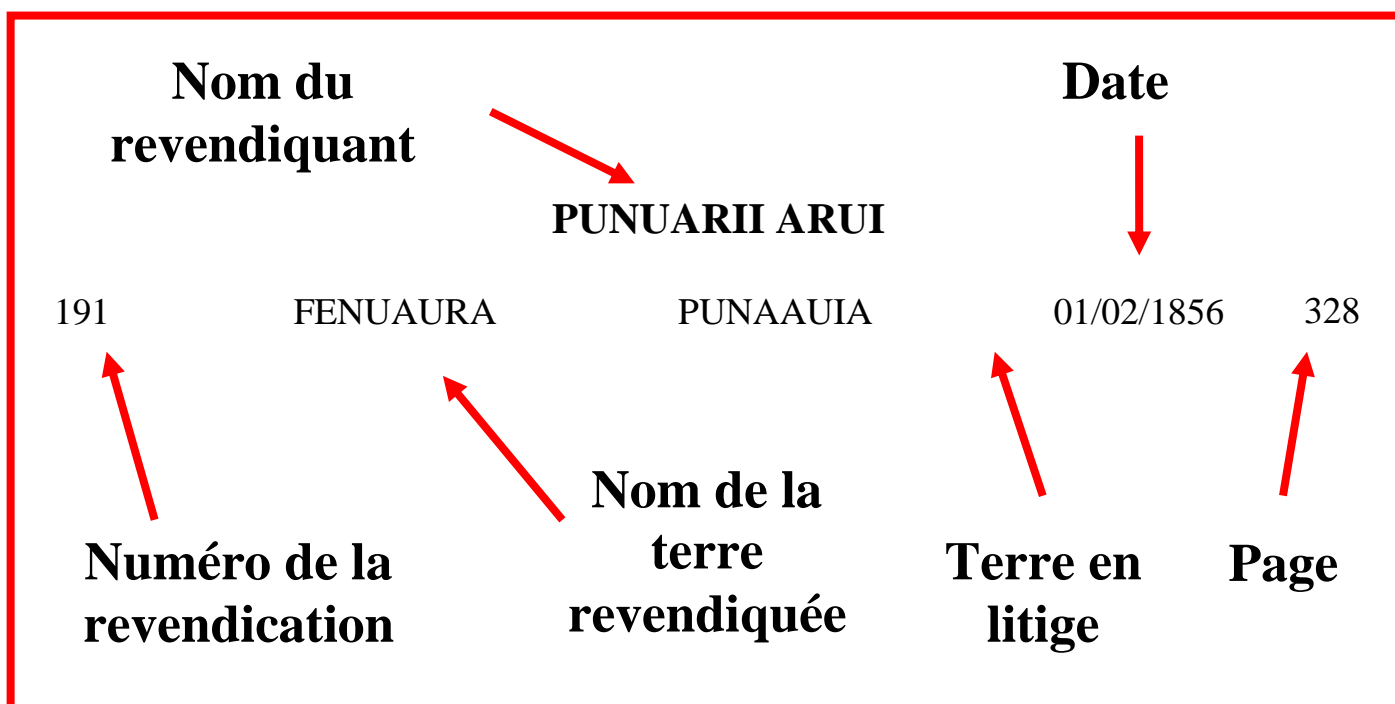 Nom du
revendiquant
Date
PUNUARII ARUI
191 FENUAURA PUNAAUIA 01/02/1856 328
Numéro de la
revendication
Nom de la
terre
revendiquée
Terre en
litige
Page